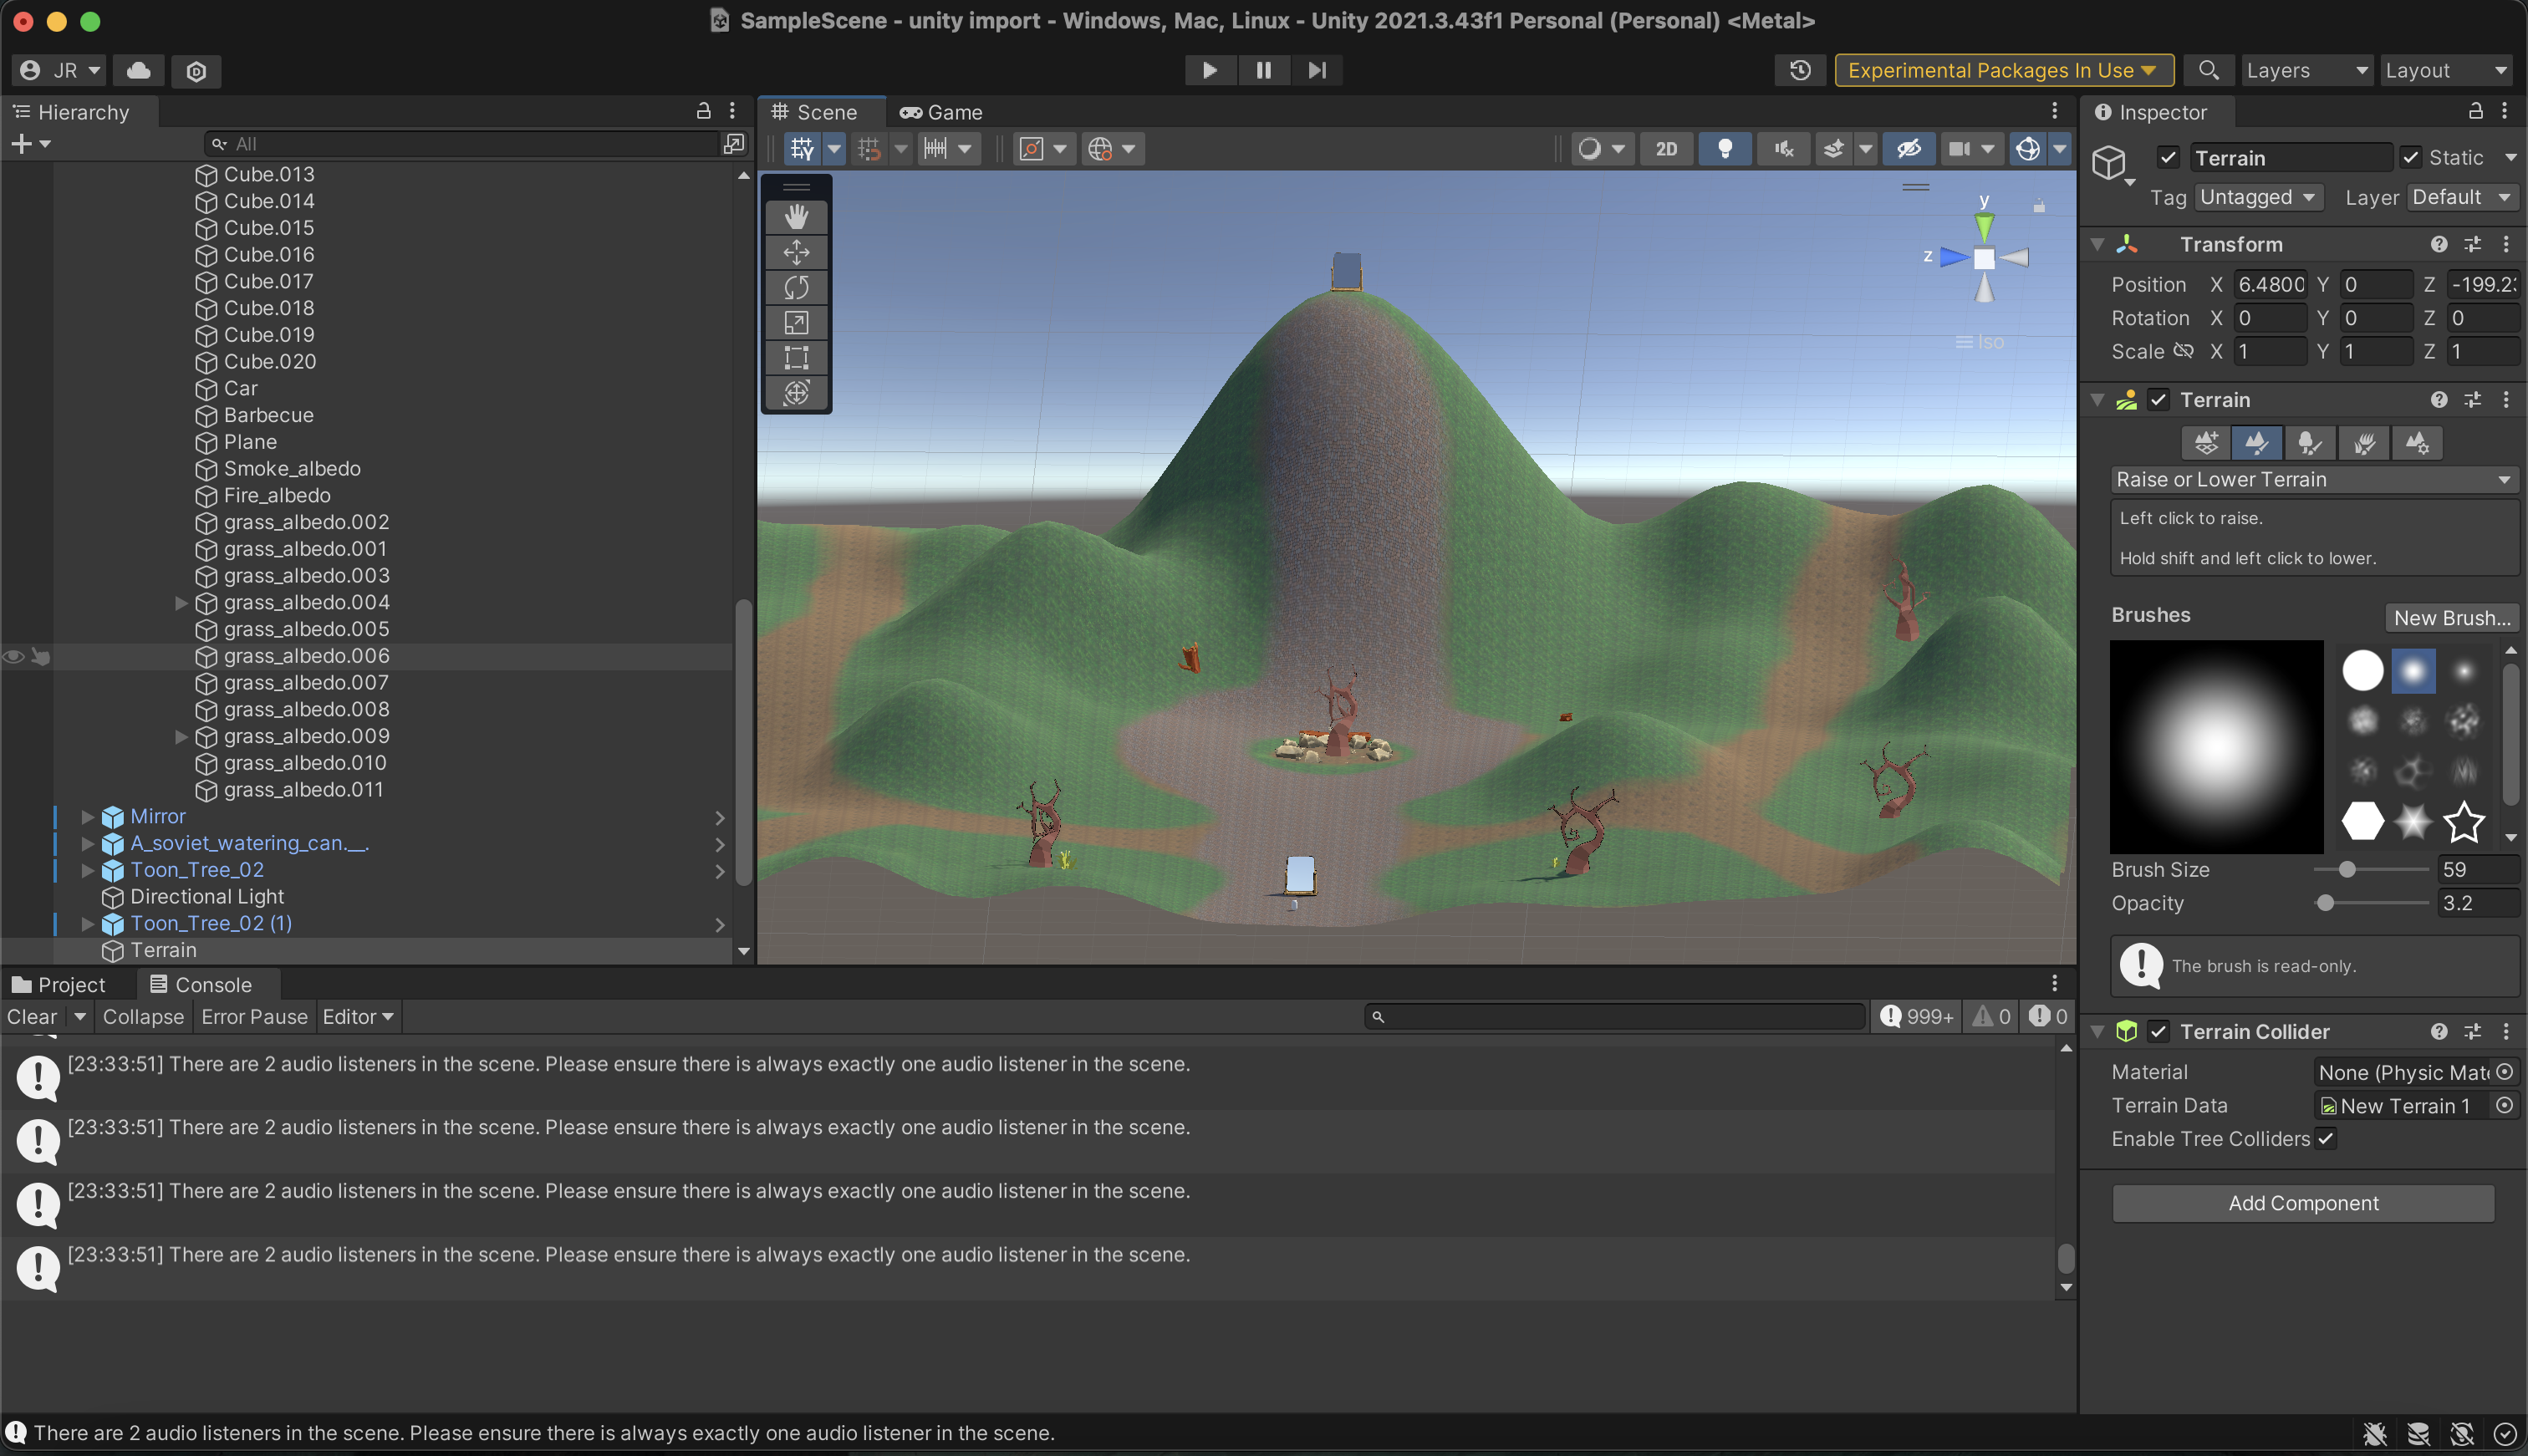 SampleScene - unity import - Windows, Mac, Linux - Unity 2021.3.43f1 Personal (Personal) <Metal>
JR
Experimental Packages In Use
Layers
Layout
Hierarchy
All
Cube.013
Cube.014
Cube.015
Cube.016
Cube.017
Cube.018
Cube.019
Cube.020
Car
Barbecue
Plane
Smoke_albedo
Fire_albedo
grass_albedo.002
grass_albedo.001
grass_albedo.003
grass_albedo.004
grass_albedo.005
grass_albedo.006
grass_albedo.007
grass_albedo.008
grass_albedo.009
grass_albedo.010
grass_albedo.011
Mirror
A_soviet_watering_can.__.
Toon_Tree_02
Directional Light
Toon_Tree_02 (1)
Terrain
Scene
Game
2D
y
z
Iso
Inspector
Terrain
Static
Tag Untagged Layer Default
Transform
Position X 6.4800 Y 0 Z -199.2
Rotation X 0 Y 0 Z 0
Scale X 1 Y 1 Z 1
Terrain
Raise or Lower Terrain
Left click to raise.
Hold shift and left click to lower.
Brushes
New Brush...
Brush Size 59
Opacity 3.2
The brush is read-only.
Terrain Collider
Material None (Physic Mat
Terrain Data New Terrain 1
Enable Tree Colliders
Add Component
Project
Console
Clear Collapse Error Pause Editor
999+ 0 0
[23:33:51] There are 2 audio listeners in the scene. Please ensure there is always exactly one audio listener in the scene.
[23:33:51] There are 2 audio listeners in the scene. Please ensure there is always exactly one audio listener in the scene.
[23:33:51] There are 2 audio listeners in the scene. Please ensure there is always exactly one audio listener in the scene.
[23:33:51] There are 2 audio listeners in the scene. Please ensure there is always exactly one audio listener in the scene.
There are 2 audio listeners in the scene. Please ensure there is always exactly one audio listener in the scene.